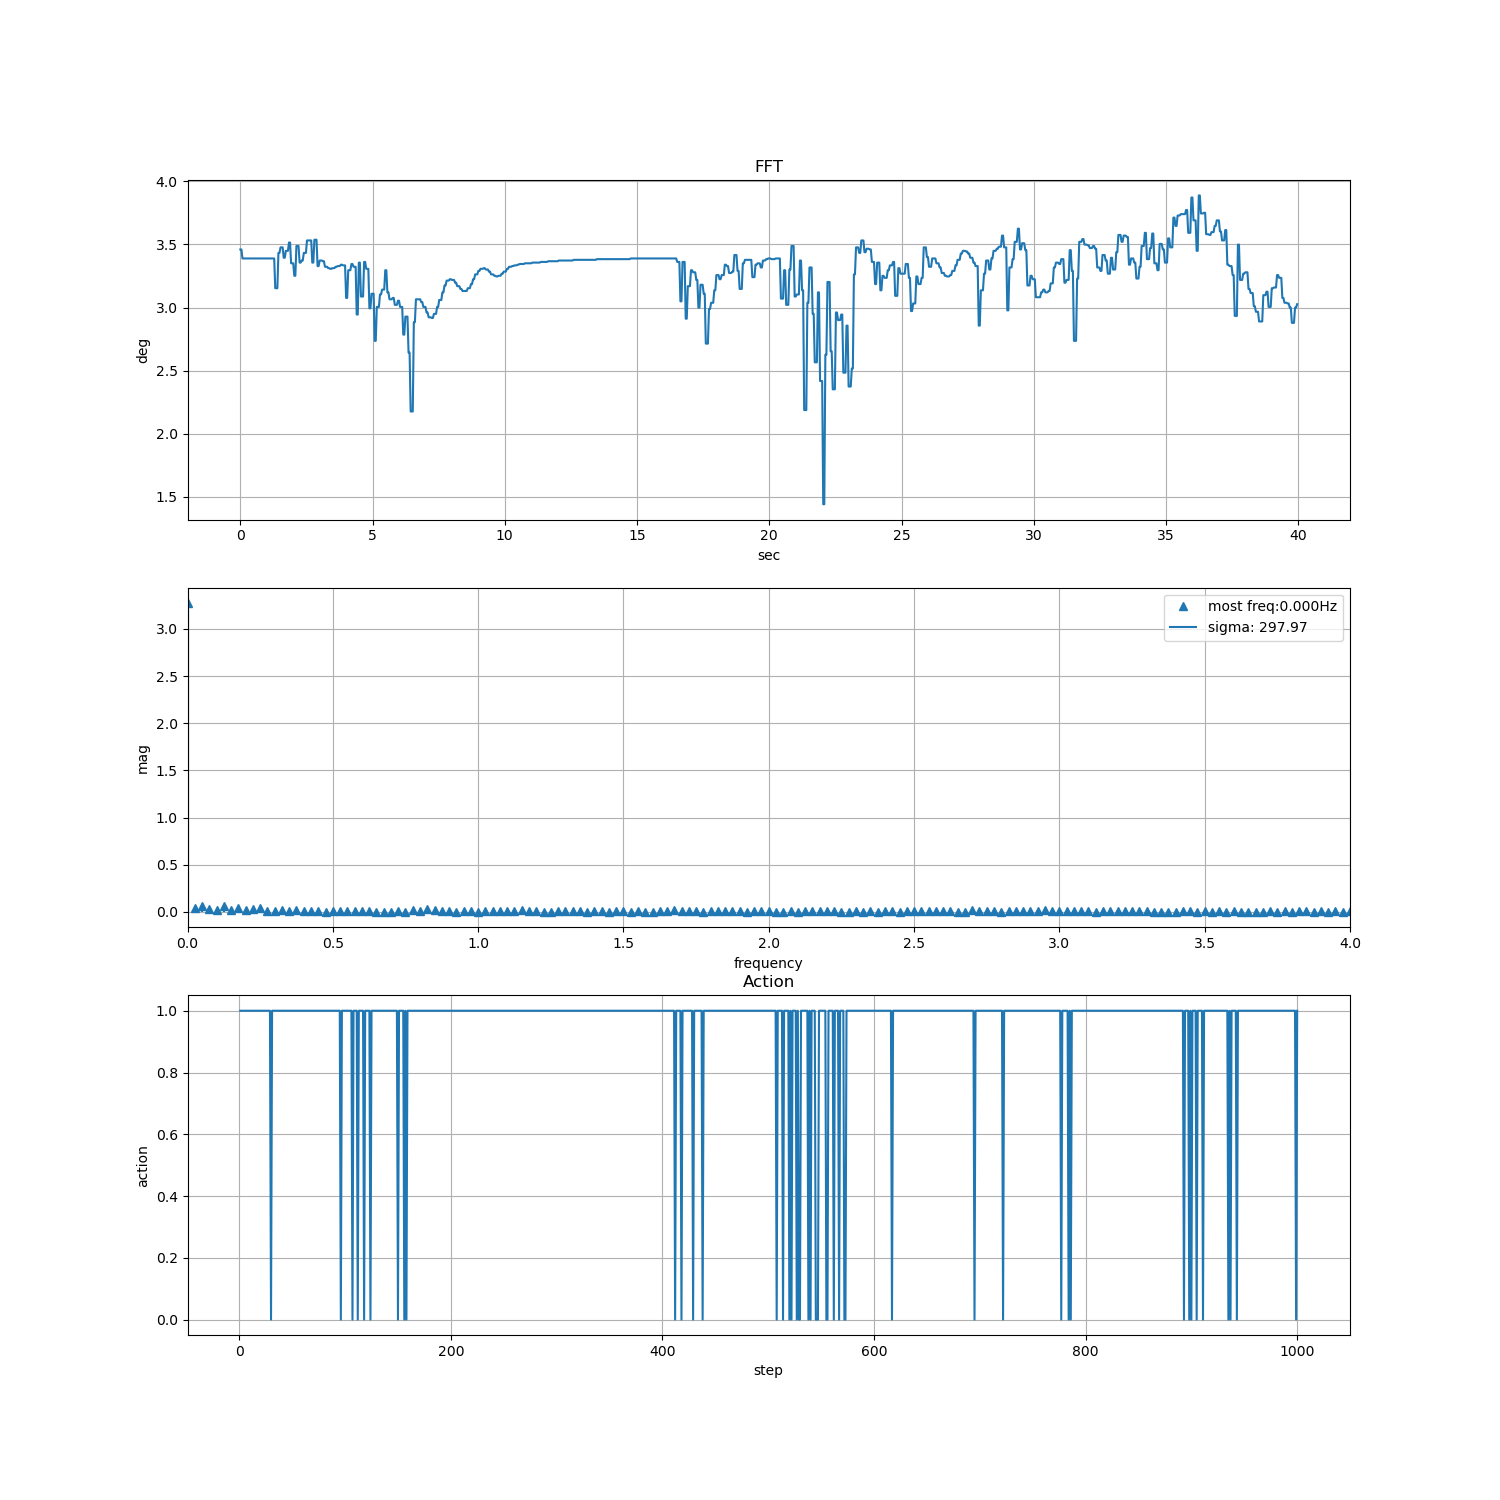 FFT
4.0
3.5
3.0
2.5
2.0
1.5
deg
0 5 10 15 20 25 30 35 40
sec
most freq:0.000Hz
sigma: 297.97
3.0
2.5
2.0
1.5
1.0
0.5
0.0
mag
0.0 0.5 1.0 1.5 2.0 2.5 3.0 3.5 4.0
frequency
Action
1.0
0.8
0.6
0.4
0.2
0.0
action
0 200 400 600 800 1000
step